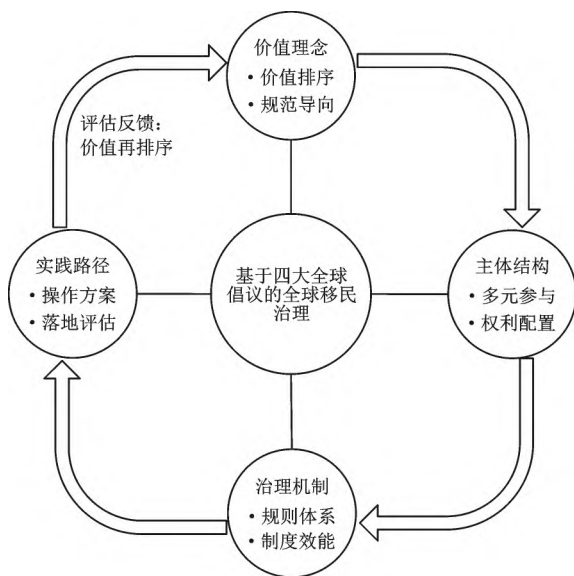 价值理念
• 价值排序
• 规范导向
评估反馈：
价值再排序
实践路径
• 操作方案
• 落地评估
基于四大全球
倡议的全球移民
治理
主体结构
• 多元参与
• 权利配置
治理机制
• 规则体系
• 制度效能